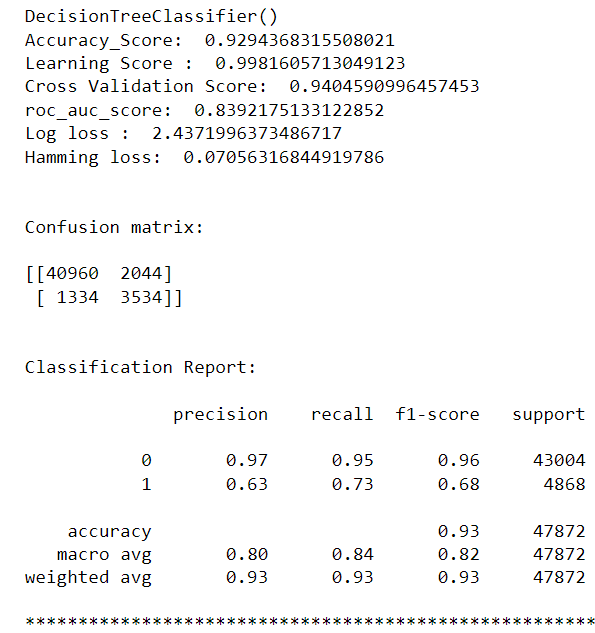 DecisionTreeClassifier()
Accuracy_Score:  0.9294368315508021
Learning Score :  0.9981605713049123
Cross Validation Score:  0.9404590996457453
roc_auc_score:  0.8392175133122852
Log loss :  2.4371996373486717
Hamming loss:  0.07056316844919786
Confusion matrix:
[[40960  2044]
 [ 1334  3534]]
Classification Report:
              precision    recall  f1-score   support
           0       0.97      0.95      0.96     43004
           1       0.63      0.73      0.68      4868
    accuracy                           0.93     47872
   macro avg       0.80      0.84      0.82     47872
weighted avg       0.93      0.93      0.93     47872
******************************************************